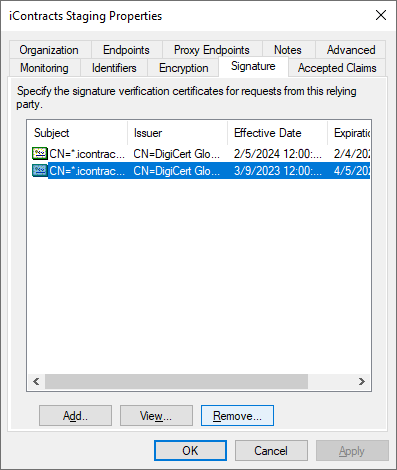 iContracts Staging Properties
Organization Endpoints Proxy Endpoints Notes Advanced
Monitoring Identifiers Encryption Signature Accepted Claims
Specify the signature verification certificates for requests from this relying
party.
Subject Issuer Effective Date Expiratio
CN=*.icontrac... CN=DigiCert Glo... 2/5/2024 12:00:... 2/4/202
CN=*.icontrac... CN=DigiCert Glo... 3/9/2023 12:00:... 4/5/202
Add.. View... Remove...
OK Cancel Apply